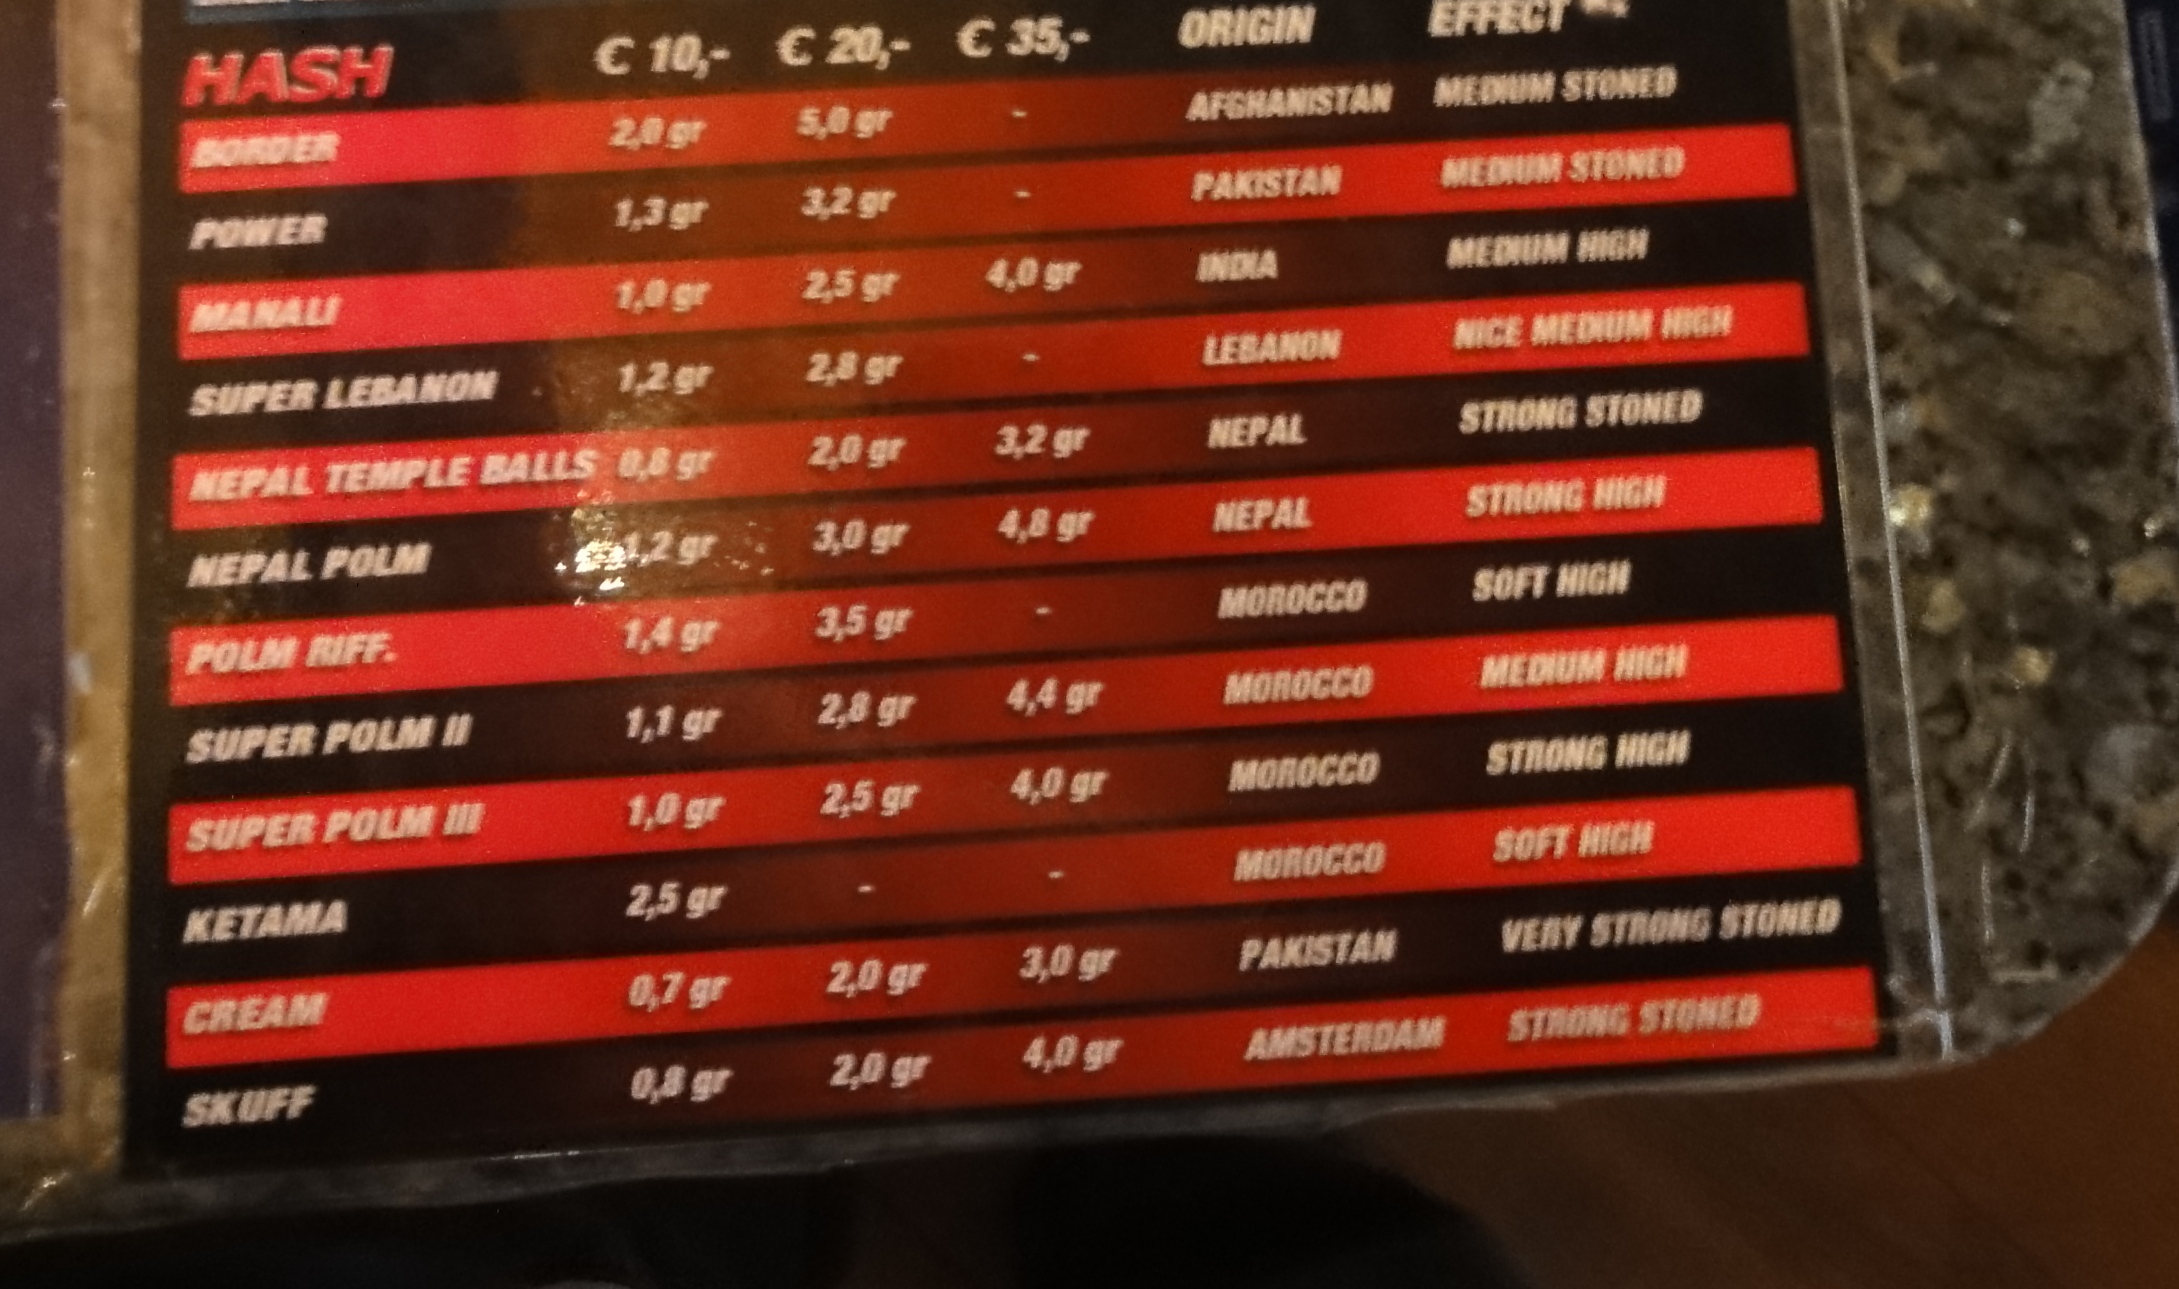 HASH € 10,- € 20,- € 35,- ORIGIN EFFECT
BORDER 2,0 gr 5,0 gr - AFGHANISTAN MEDIUM STONED
POWER 1,3 gr 3,2 gr - PAKISTAN MEDIUM STONED
MANALI 1,0 gr 2,5 gr 4,0 gr INDIA MEDIUM HIGH
SUPER LEBANON 1,2 gr 2,8 gr - LEBANON NICE MEDIUM HIGH
NEPAL TEMPLE BALLS 0,8 gr 2,0 gr 3,2 gr NEPAL STRONG STONED
NEPAL POLM 1,2 gr 3,0 gr 4,8 gr NEPAL STRONG HIGH
POLM RIFF. 1,4 gr 3,5 gr - MOROCCO SOFT HIGH
SUPER POLM II 1,1 gr 2,8 gr 4,4 gr MOROCCO MEDIUM HIGH
SUPER POLM III 1,0 gr 2,5 gr 4,0 gr MOROCCO STRONG HIGH
KETAMA 2,5 gr - - MOROCCO SOFT HIGH
CREAM 0,7 gr 2,0 gr 3,0 gr PAKISTAN VERY STRONG STONED
SKUFF 0,8 gr 2,0 gr 4,0 gr AMSTERDAM STRONG STONED